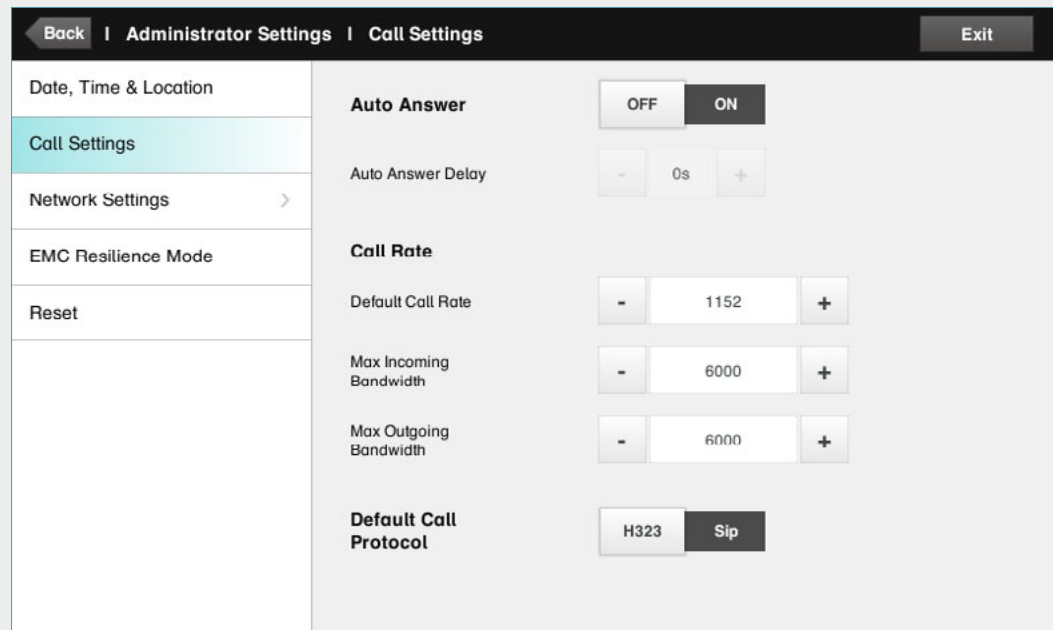 Back | Administrator Settings | Call Settings Exit
Date, Time & Location
Call Settings
Network Settings >
EMC Resilience Mode
Reset
Auto Answer OFF ON
Auto Answer Delay - 0s +
Call Rate
Default Call Rate - 1152 +
Max Incoming
Bandwidth - 6000 +
Max Outgoing
Bandwidth - 6000 +
Default Call
Protocol H323 Sip